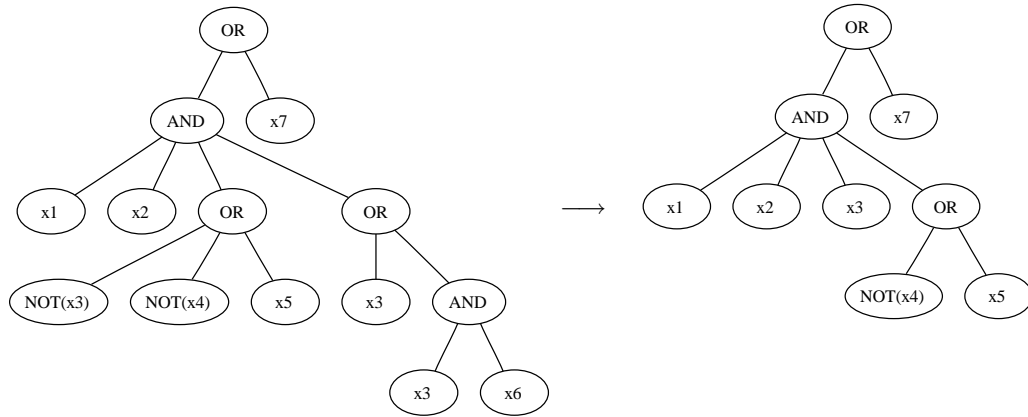 OR OR
AND x7 AND x7
x1 x2 OR OR ⟶ x1 x2 x3 OR
NOT(x3) NOT(x4) x5 x3 AND NOT(x4) x5
x3 x6